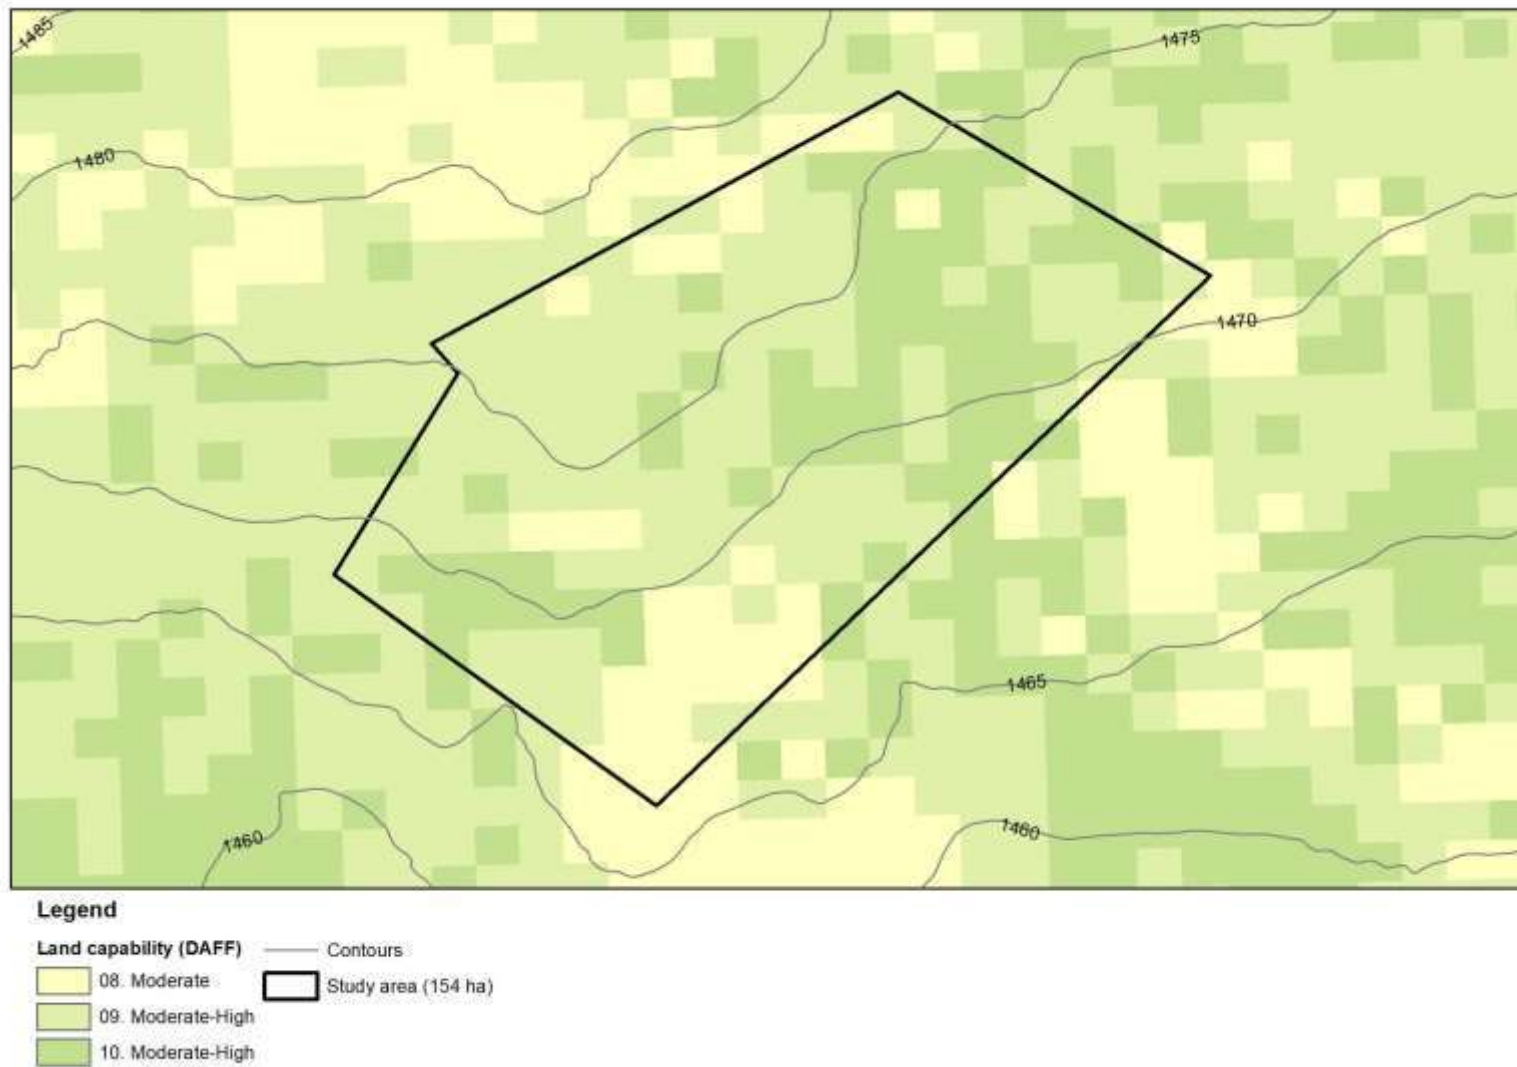 1485
1475
1480
1470
1465
1460
1460
Legend
Land capability (DAFF)
Contours
08. Moderate
Study area (154 ha)
09. Moderate-High
10. Moderate-High